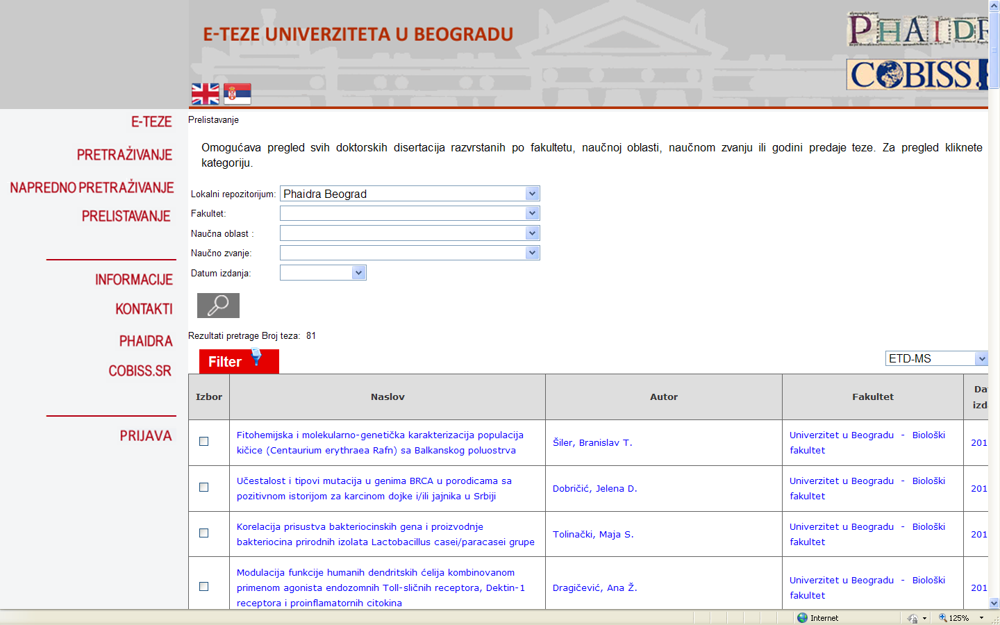 E-TEZE UNIVERZITETA U BEOGRADU
PHAIDR
COBISS.
E-TEZE
PRETRAŽIVANJE
NAPREDNO PRETRAŽIVANJE
PRELISTAVANJE
INFORMACIJE
KONTAKTI
PHAIDRA
COBISS.SR
PRIJAVA
Prelistavanje
Omogućava pregled svih doktorskih disertacija razvrstanih po fakultetu, naučnoj oblasti, naučnom zvanju ili godini predaje teze. Za pregled kliknete
kategoriju.
Lokalni repozitorijum: Phaidra Beograd
Fakultet:
Naučna oblast :
Naučno zvanje:
Datum izdanja:
Rezultati pretrage Broj teza: 81
Filter
ETD-MS
Izbor Naslov Autor Fakultet Da
izd
Fitohemijska i molekularno-genetička karakterizacija populacija
kičice (Centaurium erythraea Rafn) sa Balkanskog poluostrva
Šiler, Branislav T.
Univerzitet u Beogradu - Biološki
fakultet
201
Učestalost i tipovi mutacija u genima BRCA u porodicama sa
pozitivnom istorijom za karcinom dojke i/ili jajnika u Srbiji
Dobričić, Jelena D.
Univerzitet u Beogradu - Biološki
fakultet
201
Korelacija prisustva bakteriocinskih gena i proizvodnje
bakteriocina prirodnih izolata Lactobacillus casei/paracasei grupe
Tolinački, Maja S.
Univerzitet u Beogradu - Biološki
fakultet
201
Modulacija funkcije humanih dendritskih ćelija kombinovanom
primenom agonista endozomnih Toll-sličnih receptora, Dektin-1
receptora i proinflamatornih citokina
Dragičević, Ana Ž.
Univerzitet u Beogradu - Biološki
fakultet
201
Internet
125%